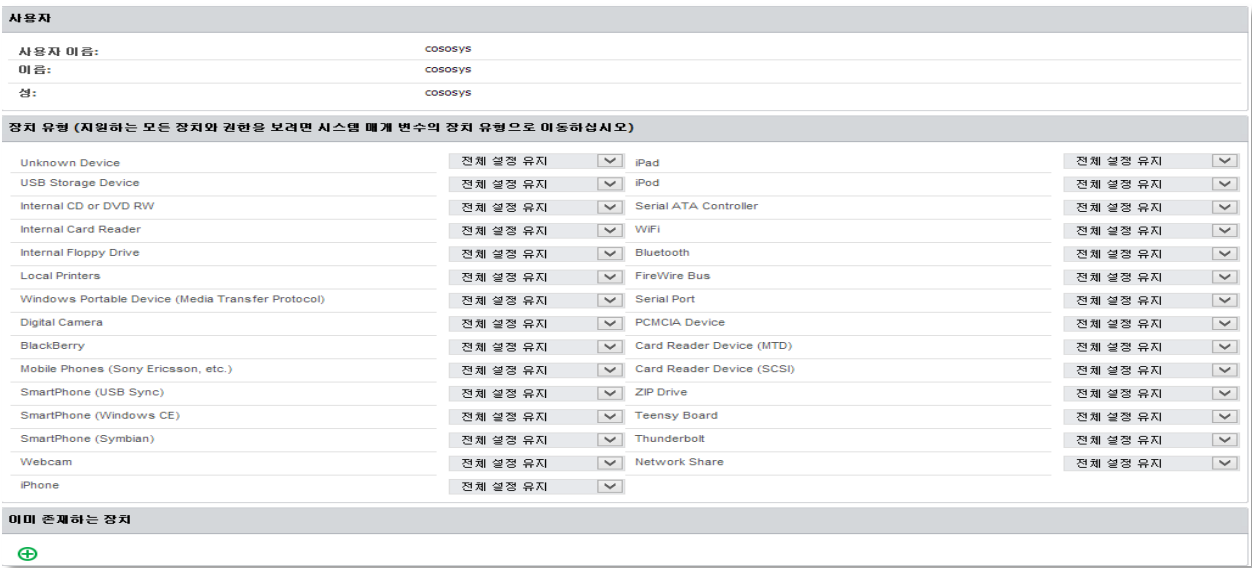 사용자
사용자 이름: cososys
이름: cososys
성: cososys
장치 유형 (지원하는 모든 장치와 권한을 보려면 시스템 매개 변수의 장치 유형으로 이동하십시오)
Unknown Device 전체 설정 유지 iPad 전체 설정 유지
USB Storage Device 전체 설정 유지 iPod 전체 설정 유지
Internal CD or DVD RW 전체 설정 유지 Serial ATA Controller 전체 설정 유지
Internal Card Reader 전체 설정 유지 WiFi 전체 설정 유지
Internal Floppy Drive 전체 설정 유지 Bluetooth 전체 설정 유지
Local Printers 전체 설정 유지 FireWire Bus 전체 설정 유지
Windows Portable Device (Media Transfer Protocol) 전체 설정 유지 Serial Port 전체 설정 유지
Digital Camera 전체 설정 유지 PCMCIA Device 전체 설정 유지
BlackBerry 전체 설정 유지 Card Reader Device (MTD) 전체 설정 유지
Mobile Phones (Sony Ericsson, etc.) 전체 설정 유지 Card Reader Device (SCSI) 전체 설정 유지
SmartPhone (USB Sync) 전체 설정 유지 ZIP Drive 전체 설정 유지
SmartPhone (Windows CE) 전체 설정 유지 Teensy Board 전체 설정 유지
SmartPhone (Symbian) 전체 설정 유지 Thunderbolt 전체 설정 유지
Webcam 전체 설정 유지 Network Share 전체 설정 유지
iPhone 전체 설정 유지
이미 존재하는 장치